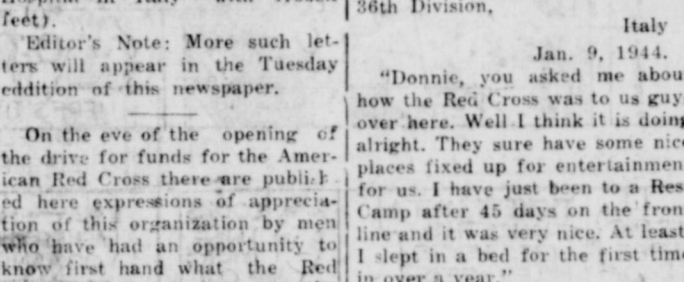 feet).
Editor's Note: More such let-
ters will appear in the Tuesday
eddition of this newspaper.
On the eve of the opening of
the drive for funds for the Amer-
ican Red Cross there are publish
ed here expressions of apprecia-
tion of this organization by men
who have had an opportunity to
know first hand what the Red
36th Division,
Italy
Jan. 9, 1944.
"Donnie, you asked me abou
how the Red Cross was to us guy
over here. Well I think it is doing
alright. They sure have some nice
places fixed up for entertainmen
for us. I have just been to a Res
Camp after 45 days on the fron
line and it was very nice. At least
I slept in a bed for the first time
in over a year."